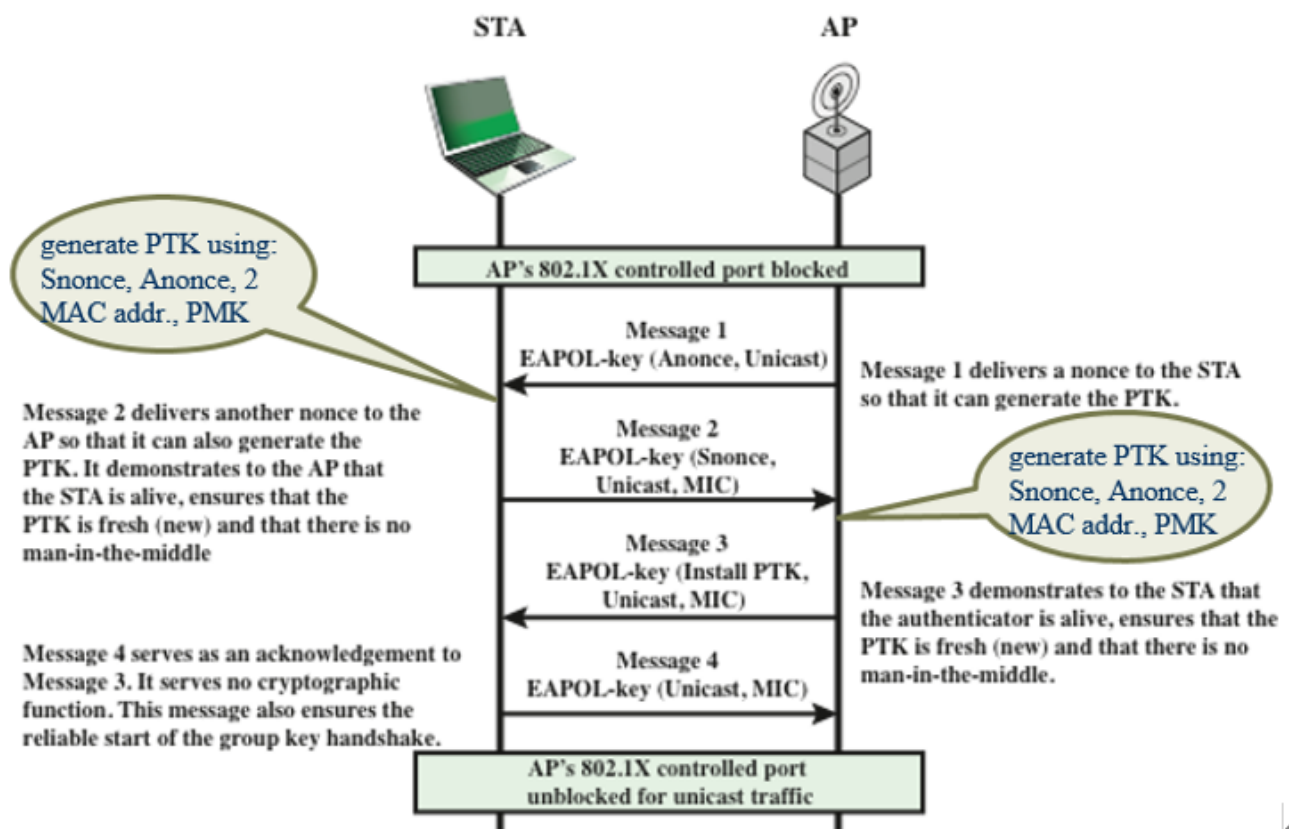 STA
AP
generate PTK using:
Snonce, Anonce, 2
MAC addr., PMK
AP's 802.1X controlled port blocked
Message 1
EAPOL-key (Anonce, Unicast)
Message 1 delivers a nonce to the STA
so that it can generate the PTK.
Message 2 delivers another nonce to the
AP so that it can also generate the
PTK. It demonstrates to the AP that
the STA is alive, ensures that the
PTK is fresh (new) and that there is no
man-in-the-middle
Message 2
EAPOL-key (Snonce,
Unicast, MIC)
generate PTK using:
Snonce, Anonce, 2
MAC addr., PMK
Message 3
EAPOL-key (Install PTK,
Unicast, MIC)
Message 3 demonstrates to the STA that
the authenticator is alive, ensures that the
PTK is fresh (new) and that there is no
man-in-the-middle.
Message 4 serves as an acknowledgement to
Message 3. It serves no cryptographic
function. This message also ensures the
reliable start of the group key handshake.
Message 4
EAPOL-key (Unicast, MIC)
AP's 802.1X controlled port
unblocked for unicast traffic